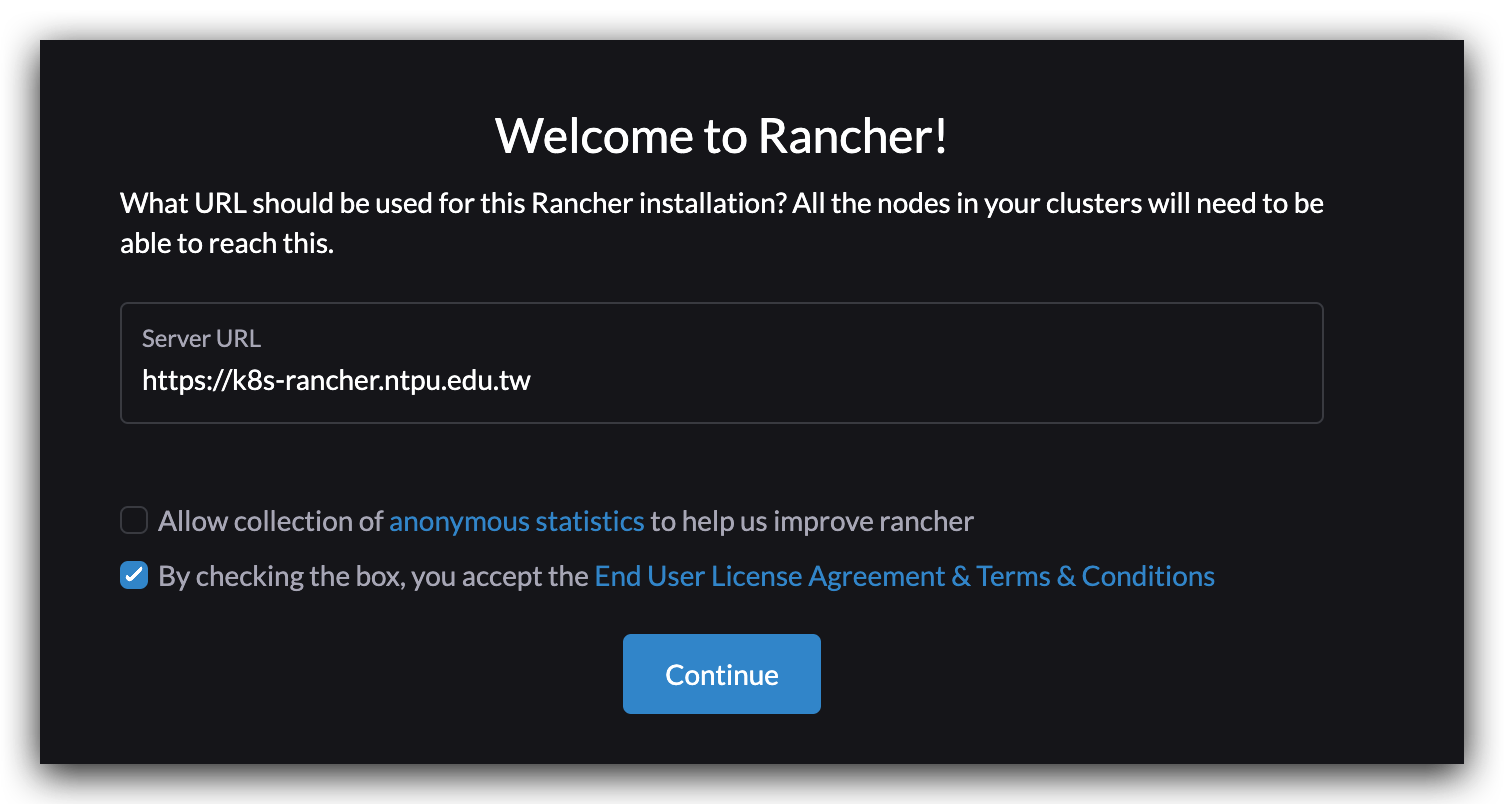 Welcome to Rancher!
What URL should be used for this Rancher installation? All the nodes in your clusters will need to be
able to reach this.
Server URL
https://k8s-rancher.ntpu.edu.tw
Allow collection of anonymous statistics to help us improve rancher
By checking the box, you accept the End User License Agreement & Terms & Conditions
Continue